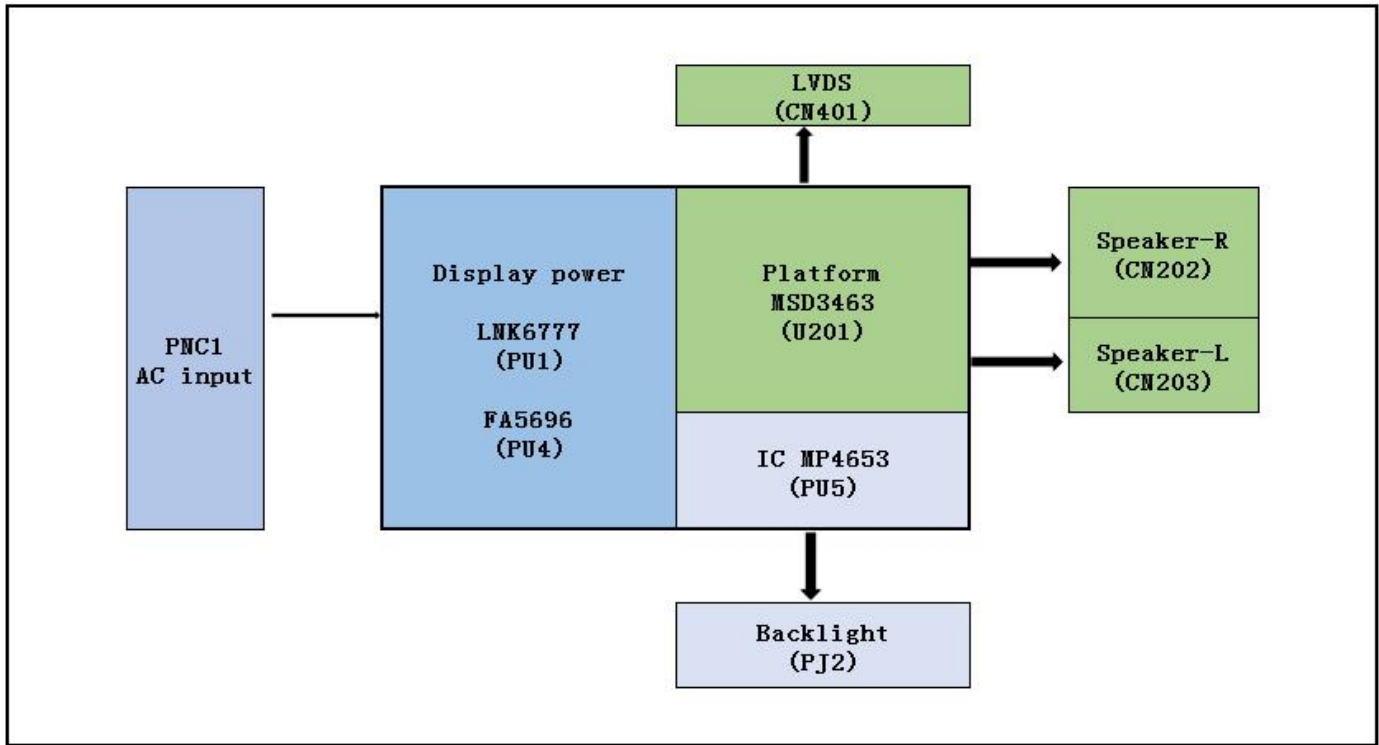 LVDS
(CN401)
PNC1
AC input
Display power
LNK6777
(PU1)
FA5696
(PU4)
Platform
MSD3463
(U201)
IC MP4653
(PU5)
Speaker-R
(CN202)
Speaker-L
(CN203)
Backlight
(PJ2)